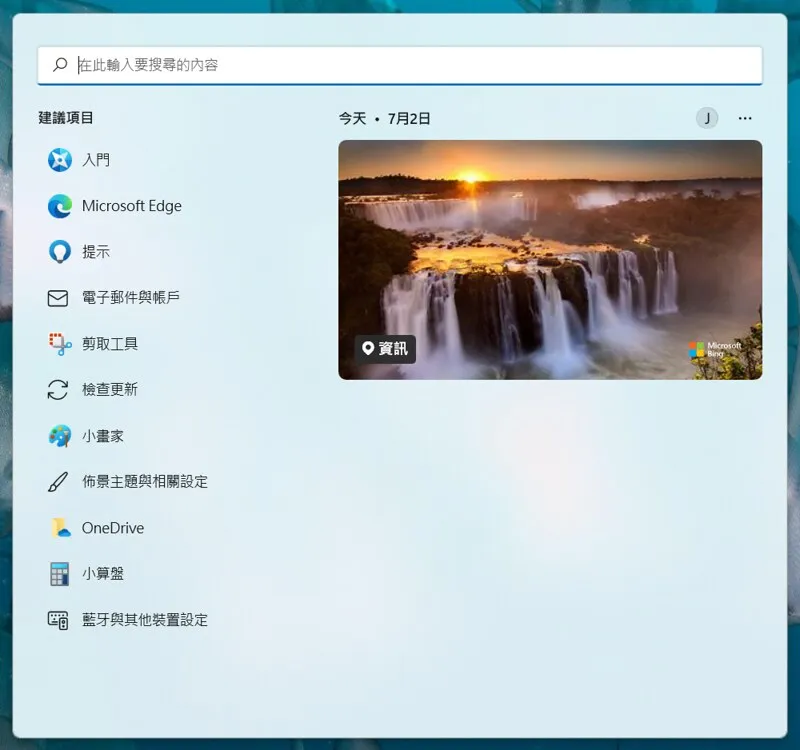 在此輸入要搜尋的內容
建議項目
入門
Microsoft Edge
提示
電子郵件與帳戶
剪取工具
檢查更新
小畫家
佈景主題與相關設定
OneDrive
小算盤
藍牙與其他裝置設定
今天 • 7月2日
J
資訊
Microsoft
Bing